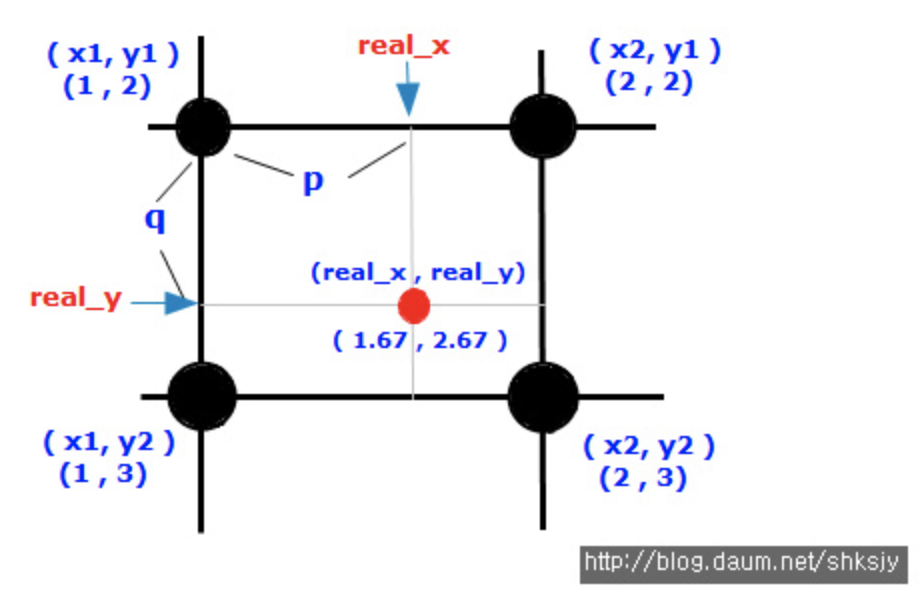 ( x1, y1 )
(1 , 2)
real_x
( x2, y1 )
(2 , 2)
p
q
(real_x , real_y)
real_y
( 1.67 , 2.67 )
( x1, y2 )
(1 , 3)
( x2, y2 )
(2 , 3)
http://blog.daum.net/shksjy